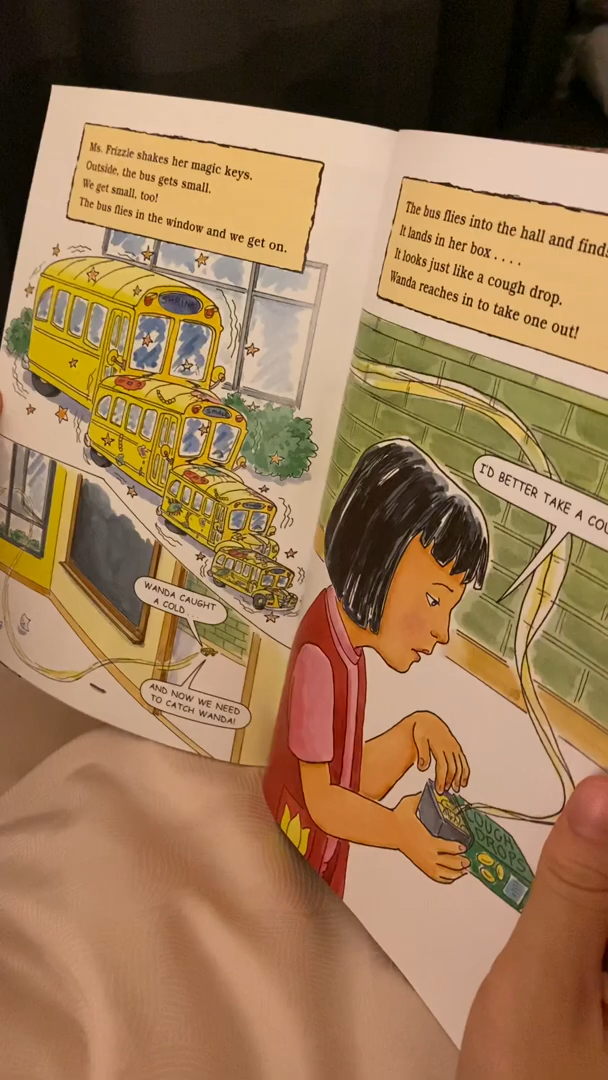 Ms. Frizzle shakes her magic keys.
Outside, the bus gets small.
We get small, too!
The bus flies in the window and we get on.
SHRINK
WANDA CAUGHT
A COLD.
AND NOW WE NEED
TO CATCH WANDA!
The bus flies into the hall and finds
It lands in her box . . . .
It looks just like a cough drop.
Wanda reaches in to take one out!
I'D BETTER TAKE A COU
COUGH
DROPS